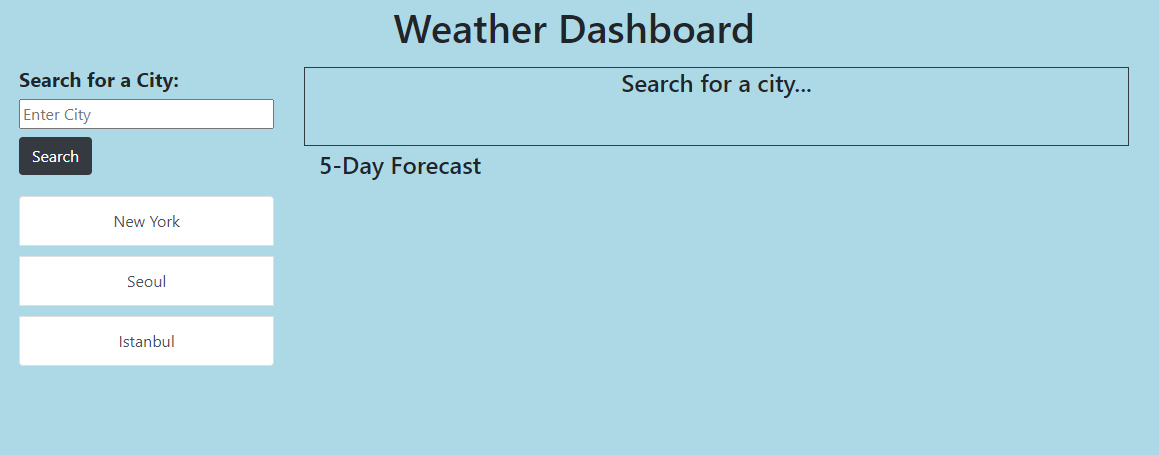 Weather Dashboard
Search for a City:
Enter City
Search
New York
Seoul
Istanbul
Search for a city...
5-Day Forecast